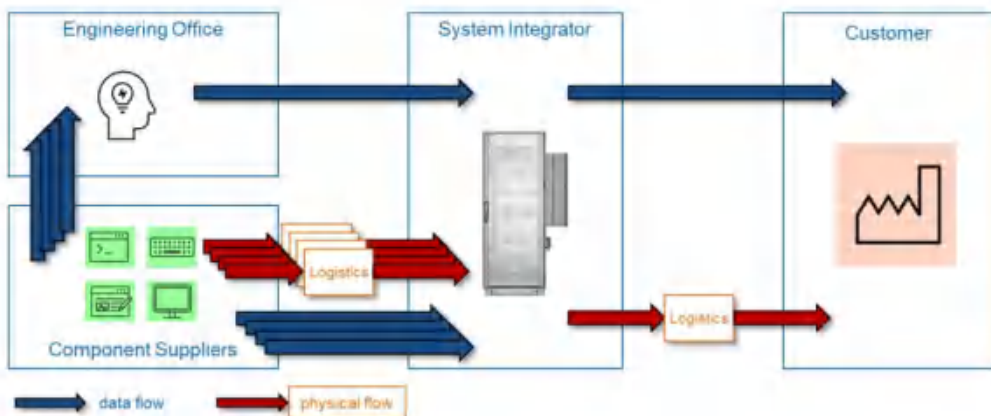 Engineering Office
System Integrator
Customer
Logistics
Logistics
Component Suppliers
data flow
physical flow